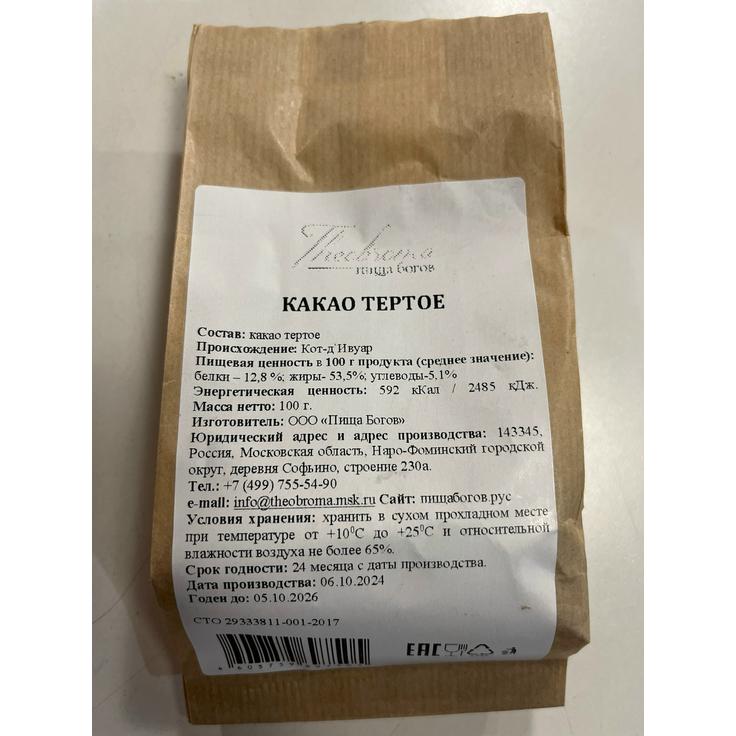 Theobroma
пища богов
КАКАО ТЕРТОЕ
Состав: какао тертое
Происхождение: Кот-д`Ивуар
Пищевая ценность в 100 г продукта (среднее значение):
белки – 12,8 %; жиры- 53,5%; углеводы-5,1%
Энергетическая ценность: 592 кКал / 2485 кДж.
Масса нетто: 100 г.
Изготовитель: ООО «Пища Богов»
Юридический адрес и адрес производства: 143345,
Россия, Московская область, Наро-Фоминский городской
округ, деревня Софьино, строение 230а.
Тел.: +7 (499) 755-54-90
e-mail: info@theobroma.msk.ru Сайт: пищабогов.рус
Условия хранения: хранить в сухом прохладном месте
при температуре от +10⁰С до +25⁰С и относительной
влажности воздуха не более 65%.
Срок годности: 24 месяца с даты производства.
Дата производства: 06.10.2024
Годен до: 05.10.2026
СТО 29333811-001-2017
EAC